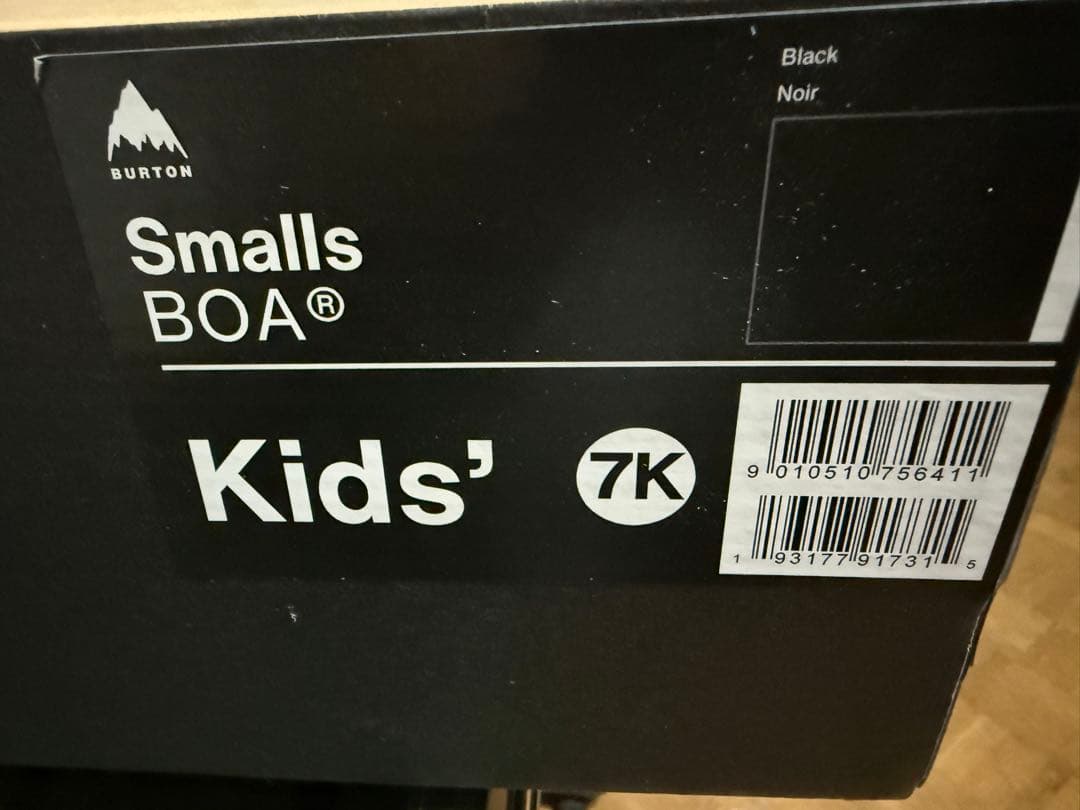 BURTON
Smalls
BOA®
Black
Noir
Kids’
7K
9 010510 756411
1 93177 91731 5